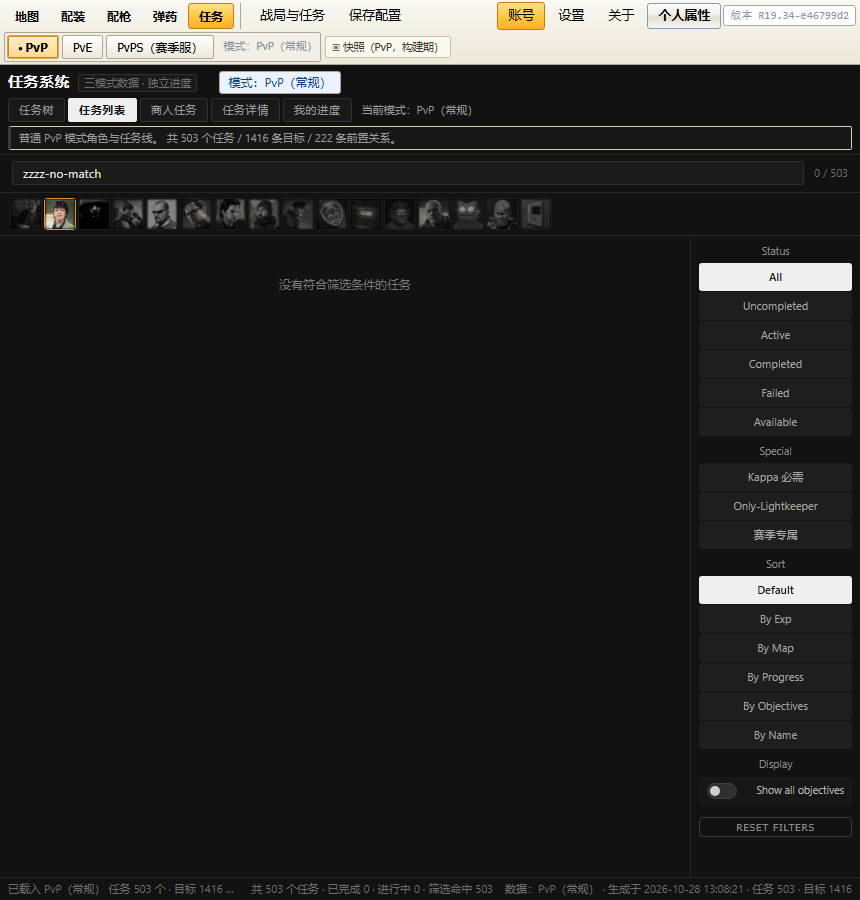 地图 配装 配枪 弹药 任务 战局与任务 保存配置 账号 设置 关于 个人属性 版本 R19.34-e46799d2
• PvP PvE PvPS（赛季服） 模式：PvP（常规） 快照（PvP，构建期）
任务系统 三模式数据 · 独立进度 模式：PvP（常规）
任务树 任务列表 商人任务 任务详情 我的进度 当前模式：PvP（常规）
普通 PvP 模式角色与任务线。 共 503 个任务 / 1416 条目标 / 222 条前置关系。
zzzz-no-match 0 / 503
没有符合筛选条件的任务
Status
All
Uncompleted
Active
Completed
Failed
Available
Special
Kappa 必需
Only-Lightkeeper
赛季专属
Sort
Default
By Exp
By Map
By Progress
By Objectives
By Name
Display
Show all objectives
RESET FILTERS
已载入 PvP（常规） 任务 503 个 · 目标 1416 ... 共 503 个任务 · 已完成 0 · 进行中 0 · 筛选命中 503 数据：PvP（常规） · 生成于 2026-10-28 13:08:21 · 任务 503 · 目标 1416